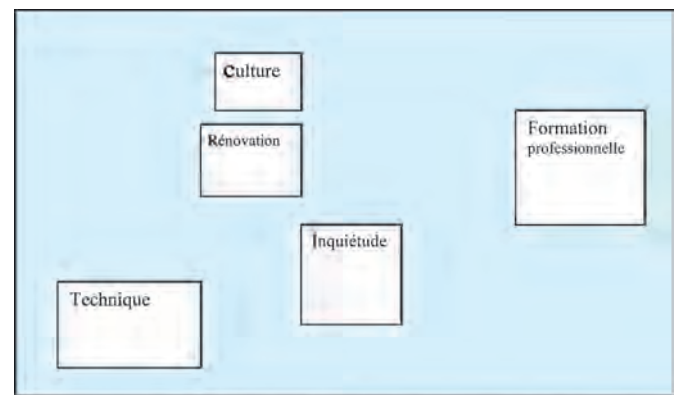 Culture
Rénovation
Formation
professionnelle
Inquiétude
Technique